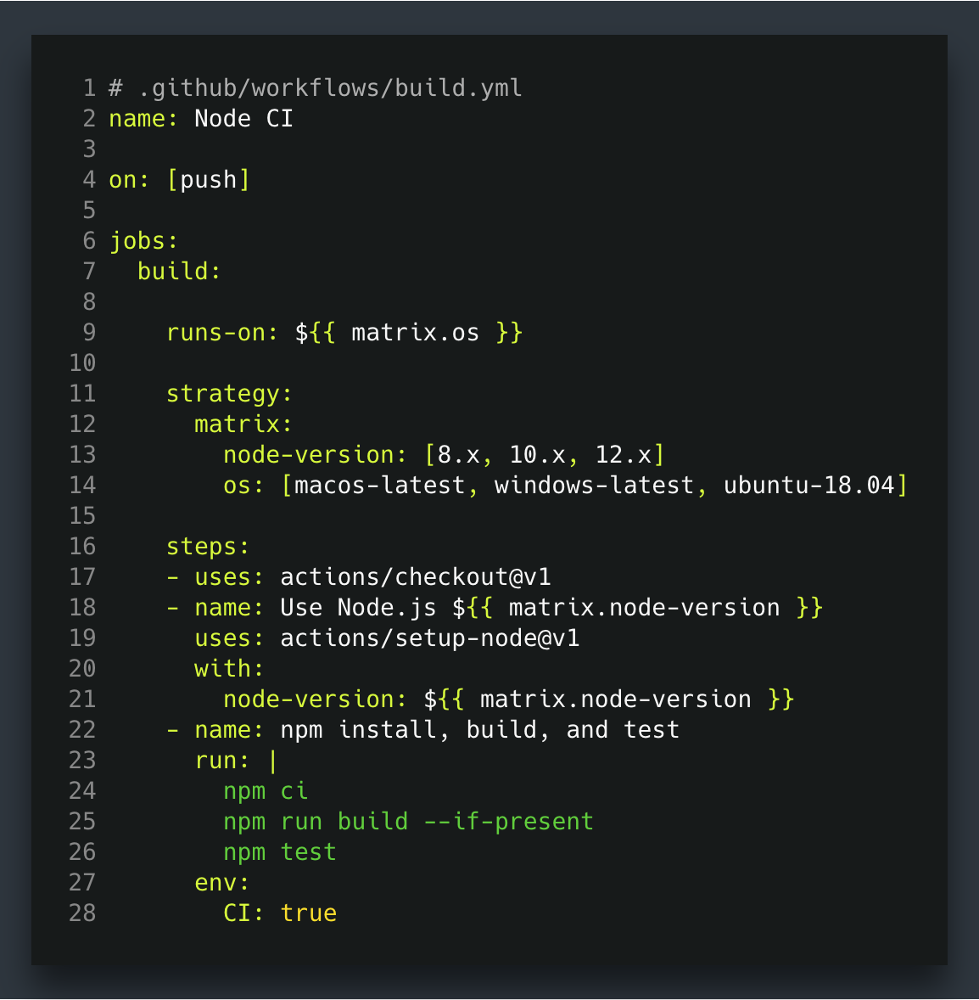 1 # .github/workflows/build.yml
2 name: Node CI
3
4 on: [push]
5
6 jobs:
7   build:
8
9     runs-on: ${{ matrix.os }}
10
11     strategy:
12       matrix:
13         node-version: [8.x, 10.x, 12.x]
14         os: [macos-latest, windows-latest, ubuntu-18.04]
15
16     steps:
17     - uses: actions/checkout@v1
18     - name: Use Node.js ${{ matrix.node-version }}
19       uses: actions/setup-node@v1
20       with:
21         node-version: ${{ matrix.node-version }}
22     - name: npm install, build, and test
23       run: |
24         npm ci
25         npm run build --if-present
26         npm test
27       env:
28         CI: true